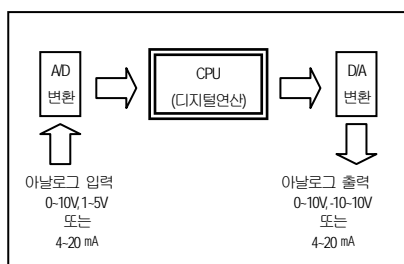 A/D
변환
CPU
(디지털연산)
D/A
변환
아날로그 입력
0~10V, 1~5V
또는
4~20 mA
아날로그 출력
0~10V, -10~10V
또는
4~20 mA